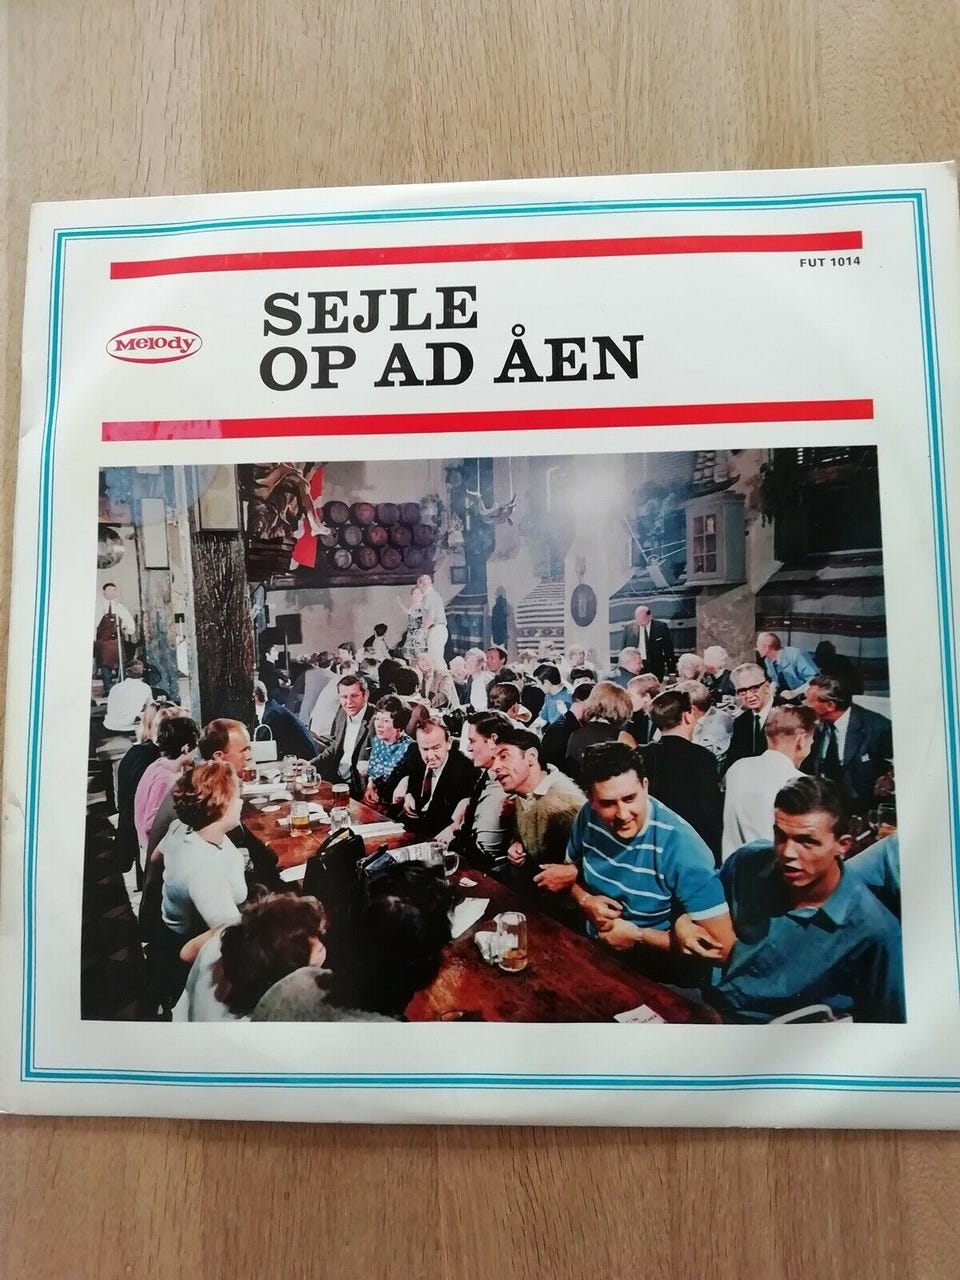 FUT 1014
SEJLE
Melody
OP AD ÅEN